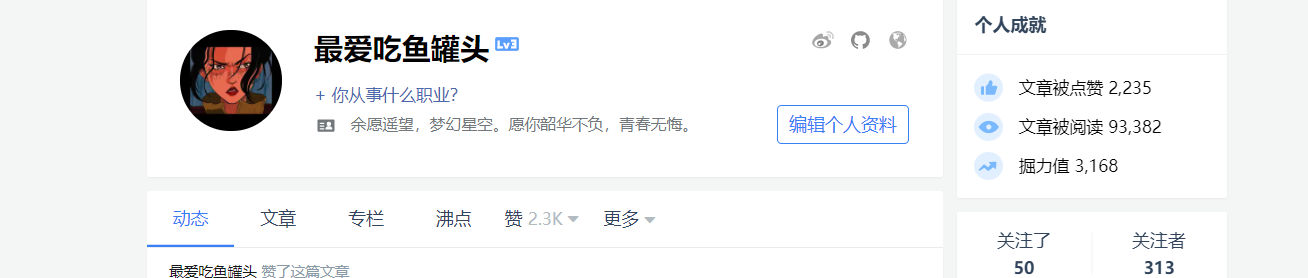 最爱吃鱼罐头 Lv3
+ 你从事什么职业?
余愿遥望，梦幻星空。愿你韶华不负，青春无悔。
编辑个人资料
动态 文章 专栏 沸点 赞 2.3K 更多
最爱吃鱼罐头 赞了这篇文章
个人成就
文章被点赞 2,235
文章被阅读 93,382
掘力值 3,168
关注了 关注者
50 313